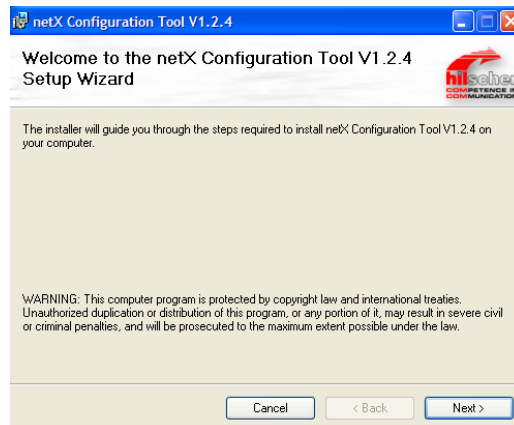 netX Configuration Tool V1.2.4
Welcome to the netX Configuration Tool V1.2.4
Setup Wizard
hilscher
COMPETENCE IN
COMMUNICATION
The installer will guide you through the steps required to install netX Configuration Tool V1.2.4 on
your computer.
WARNING: This computer program is protected by copyright law and international treaties.
Unauthorized duplication or distribution of this program, or any portion of it, may result in severe civil
or criminal penalties, and will be prosecuted to the maximum extent possible under the law.
Cancel
< Back
Next >